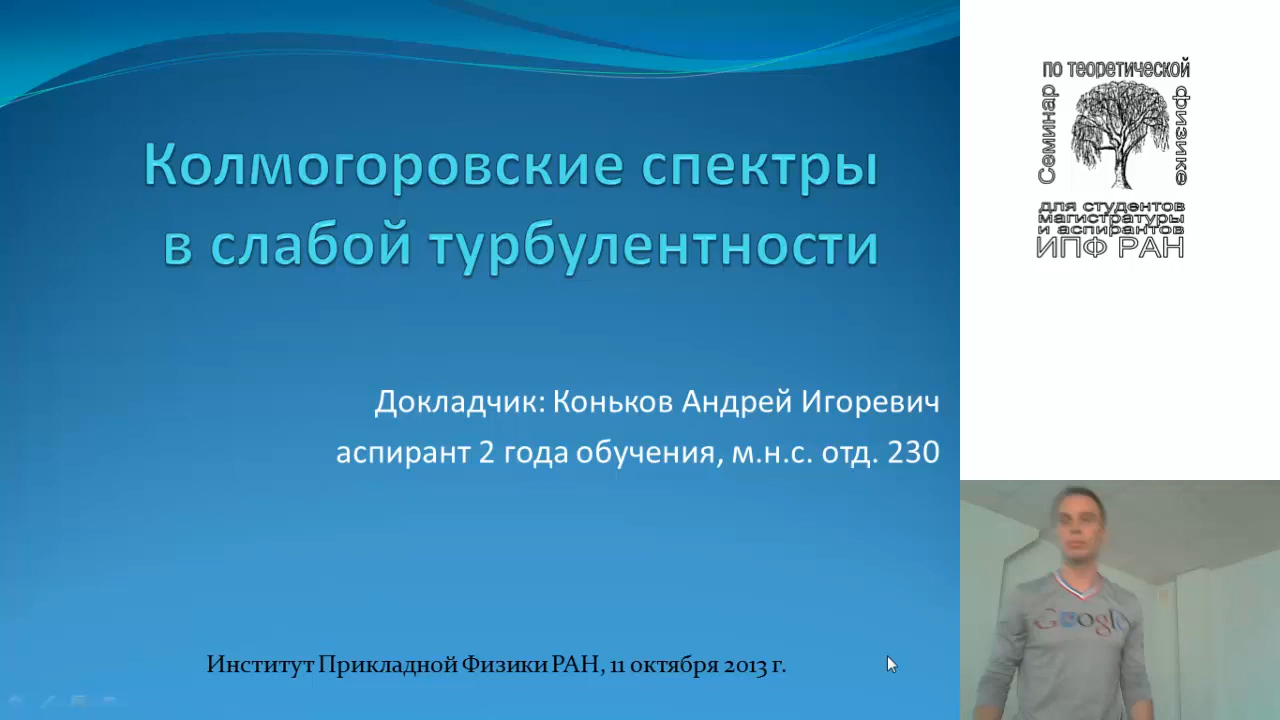 Колмогоровские спектры
в слабой турбулентности
Докладчик: Коньков Андрей Игоревич
аспирант 2 года обучения, м.н.с. отд. 230
Институт Прикладной Физики РАН, 11 октября 2013 г.
Семинар
по теоретической
физике
для студентов
магистратуры
и аспирантов
ИПФ РАН
Google